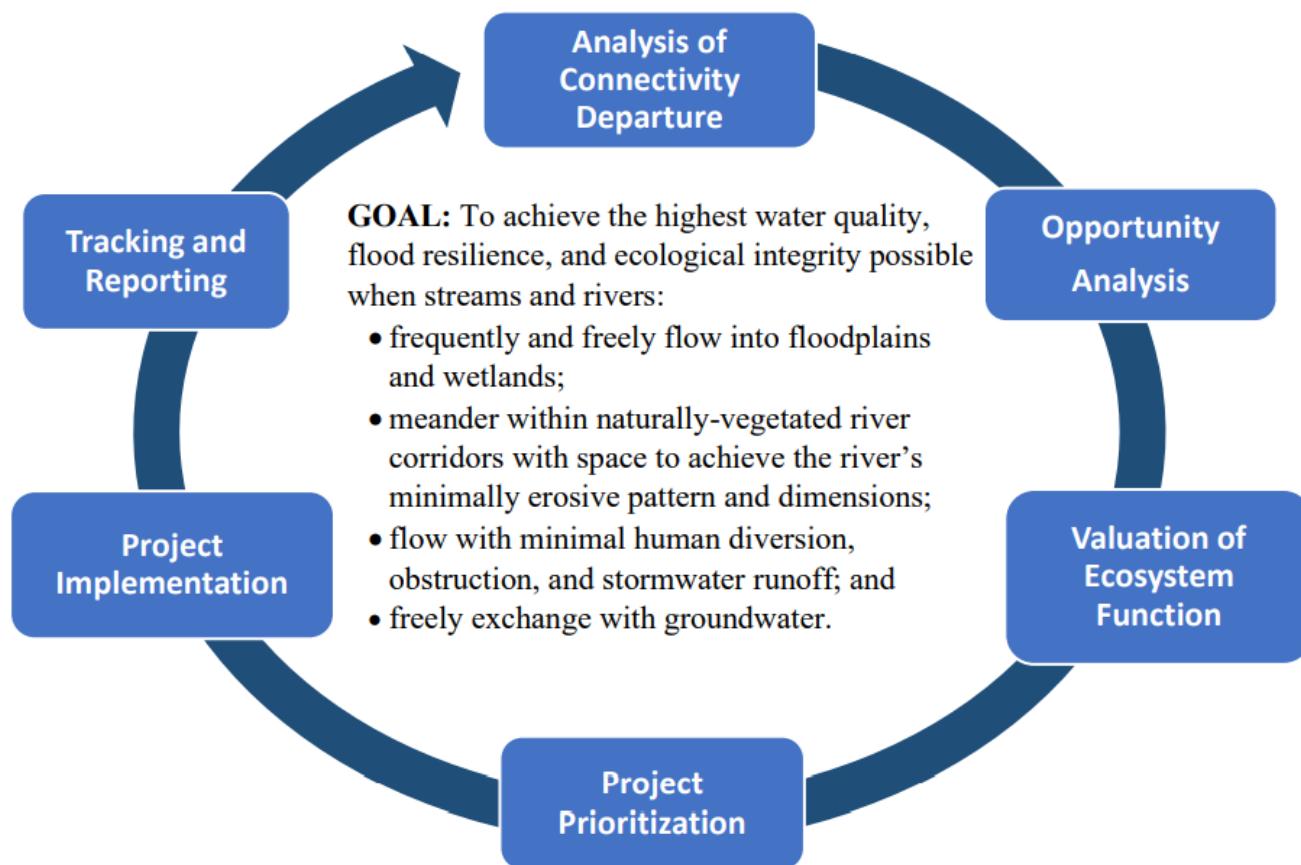 Analysis of
Connectivity
Departure
Opportunity
Analysis
Valuation of
Ecosystem
Function
Project
Prioritization
Project
Implementation
Tracking and
Reporting
GOAL: To achieve the highest water quality,
flood resilience, and ecological integrity possible
when streams and rivers:
• frequently and freely flow into floodplains
and wetlands;
• meander within naturally-vegetated river
corridors with space to achieve the river’s
minimally erosive pattern and dimensions;
• flow with minimal human diversion,
obstruction, and stormwater runoff; and
• freely exchange with groundwater.